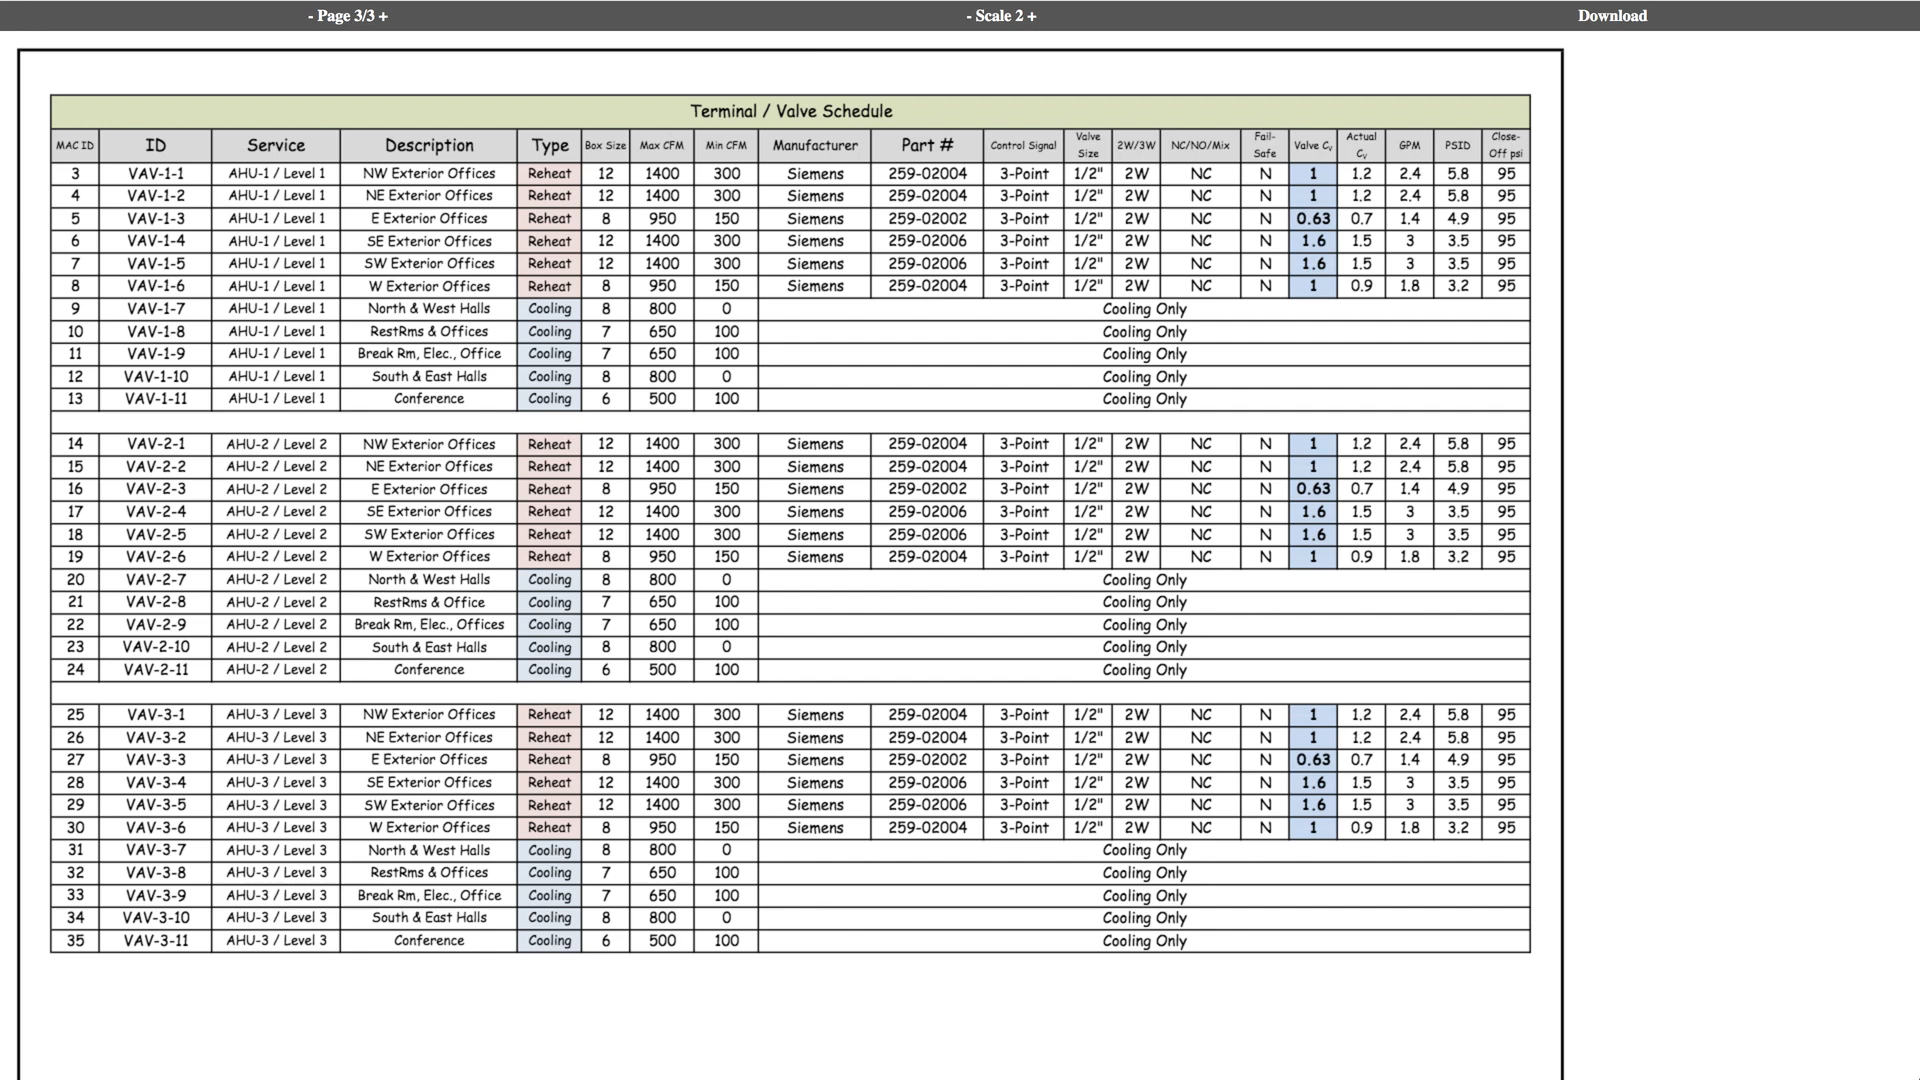 - Page 3/3 + - Scale 2 + Download
Terminal / Valve Schedule
MAC ID ID Service Description Type Box Size Max CFM Min CFM Manufacturer Part # Control Signal Valve Size 2W/3W NC/NO/Mix Fail-Safe Valve Cv Actual Cv GPM PSID Close-Off psi
3 VAV-1-1 AHU-1 / Level 1 NW Exterior Offices Reheat 12 1400 300 Siemens 259-02004 3-Point 1/2" 2W NC N 1 1.2 2.4 5.8 95
4 VAV-1-2 AHU-1 / Level 1 NE Exterior Offices Reheat 12 1400 300 Siemens 259-02004 3-Point 1/2" 2W NC N 1 1.2 2.4 5.8 95
5 VAV-1-3 AHU-1 / Level 1 E Exterior Offices Reheat 8 950 150 Siemens 259-02002 3-Point 1/2" 2W NC N 0.63 0.7 1.4 4.9 95
6 VAV-1-4 AHU-1 / Level 1 SE Exterior Offices Reheat 12 1400 300 Siemens 259-02006 3-Point 1/2" 2W NC N 1.6 1.5 3 3.5 95
7 VAV-1-5 AHU-1 / Level 1 SW Exterior Offices Reheat 12 1400 300 Siemens 259-02006 3-Point 1/2" 2W NC N 1.6 1.5 3 3.5 95
8 VAV-1-6 AHU-1 / Level 1 W Exterior Offices Reheat 8 950 150 Siemens 259-02004 3-Point 1/2" 2W NC N 1 0.9 1.8 3.2 95
9 VAV-1-7 AHU-1 / Level 1 North & West Halls Cooling 8 800 0 Cooling Only
10 VAV-1-8 AHU-1 / Level 1 RestRms & Offices Cooling 7 650 100 Cooling Only
11 VAV-1-9 AHU-1 / Level 1 Break Rm, Elec., Office Cooling 7 650 100 Cooling Only
12 VAV-1-10 AHU-1 / Level 1 South & East Halls Cooling 8 800 0 Cooling Only
13 VAV-1-11 AHU-1 / Level 1 Conference Cooling 6 500 100 Cooling Only
14 VAV-2-1 AHU-2 / Level 2 NW Exterior Offices Reheat 12 1400 300 Siemens 259-02004 3-Point 1/2" 2W NC N 1 1.2 2.4 5.8 95
15 VAV-2-2 AHU-2 / Level 2 NE Exterior Offices Reheat 12 1400 300 Siemens 259-02004 3-Point 1/2" 2W NC N 1 1.2 2.4 5.8 95
16 VAV-2-3 AHU-2 / Level 2 E Exterior Offices Reheat 8 950 150 Siemens 259-02002 3-Point 1/2" 2W NC N 0.63 0.7 1.4 4.9 95
17 VAV-2-4 AHU-2 / Level 2 SE Exterior Offices Reheat 12 1400 300 Siemens 259-02006 3-Point 1/2" 2W NC N 1.6 1.5 3 3.5 95
18 VAV-2-5 AHU-2 / Level 2 SW Exterior Offices Reheat 12 1400 300 Siemens 259-02006 3-Point 1/2" 2W NC N 1.6 1.5 3 3.5 95
19 VAV-2-6 AHU-2 / Level 2 W Exterior Offices Reheat 8 950 150 Siemens 259-02004 3-Point 1/2" 2W NC N 1 0.9 1.8 3.2 95
20 VAV-2-7 AHU-2 / Level 2 North & West Halls Cooling 8 800 0 Cooling Only
21 VAV-2-8 AHU-2 / Level 2 RestRms & Office Cooling 7 650 100 Cooling Only
22 VAV-2-9 AHU-2 / Level 2 Break Rm, Elec., Offices Cooling 7 650 100 Cooling Only
23 VAV-2-10 AHU-2 / Level 2 South & East Halls Cooling 8 800 0 Cooling Only
24 VAV-2-11 AHU-2 / Level 2 Conference Cooling 6 500 100 Cooling Only
25 VAV-3-1 AHU-3 / Level 3 NW Exterior Offices Reheat 12 1400 300 Siemens 259-02004 3-Point 1/2" 2W NC N 1 1.2 2.4 5.8 95
26 VAV-3-2 AHU-3 / Level 3 NE Exterior Offices Reheat 12 1400 300 Siemens 259-02004 3-Point 1/2" 2W NC N 1 1.2 2.4 5.8 95
27 VAV-3-3 AHU-3 / Level 3 E Exterior Offices Reheat 8 950 150 Siemens 259-02002 3-Point 1/2" 2W NC N 0.63 0.7 1.4 4.9 95
28 VAV-3-4 AHU-3 / Level 3 SE Exterior Offices Reheat 12 1400 300 Siemens 259-02006 3-Point 1/2" 2W NC N 1.6 1.5 3 3.5 95
29 VAV-3-5 AHU-3 / Level 3 SW Exterior Offices Reheat 12 1400 300 Siemens 259-02006 3-Point 1/2" 2W NC N 1.6 1.5 3 3.5 95
30 VAV-3-6 AHU-3 / Level 3 W Exterior Offices Reheat 8 950 150 Siemens 259-02004 3-Point 1/2" 2W NC N 1 0.9 1.8 3.2 95
31 VAV-3-7 AHU-3 / Level 3 North & West Halls Cooling 8 800 0 Cooling Only
32 VAV-3-8 AHU-3 / Level 3 RestRms & Offices Cooling 7 650 100 Cooling Only
33 VAV-3-9 AHU-3 / Level 3 Break Rm, Elec., Office Cooling 7 650 100 Cooling Only
34 VAV-3-10 AHU-3 / Level 3 South & East Halls Cooling 8 800 0 Cooling Only
35 VAV-3-11 AHU-3 / Level 3 Conference Cooling 6 500 100 Cooling Only